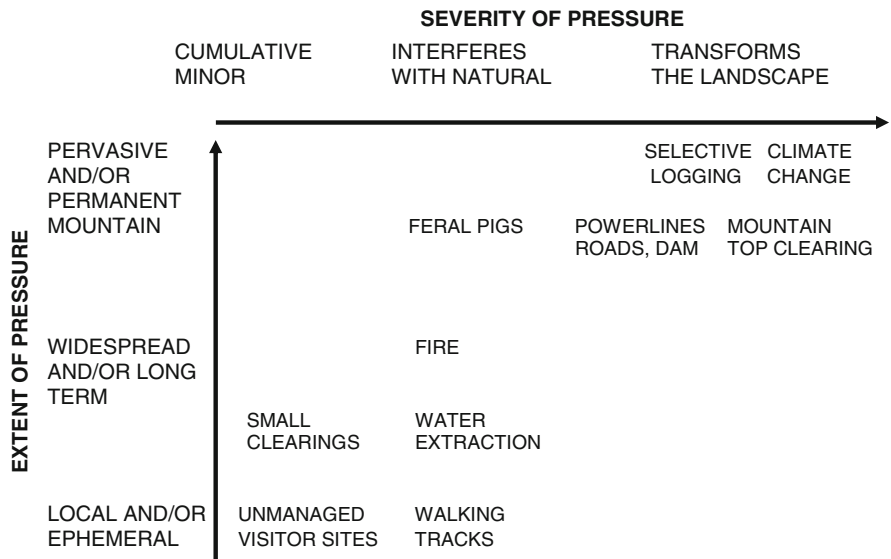 SEVERITY OF PRESSURE
CUMULATIVE
MINOR
INTERFERES
WITH NATURAL
TRANSFORMS
THE LANDSCAPE
EXTENT OF PRESSURE
PERVASIVE
AND/OR
PERMANENT
MOUNTAIN
SELECTIVE
LOGGING
CLIMATE
CHANGE
FERAL PIGS
POWERLINES
ROADS, DAM
MOUNTAIN
TOP CLEARING
WIDESPREAD
AND/OR LONG
TERM
FIRE
SMALL
CLEARINGS
WATER
EXTRACTION
LOCAL AND/OR
EPHEMERAL
UNMANAGED
VISITOR SITES
WALKING
TRACKS